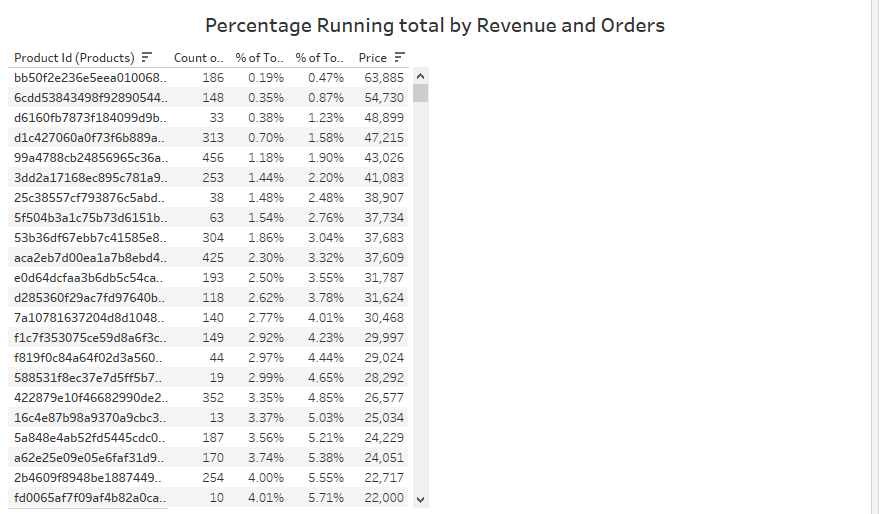 Percentage Running total by Revenue and Orders
Product Id (Products) Count o.. % of To.. % of To.. Price
bb50f2e236e5eea010068.. 186 0.19% 0.47% 63,885
6cdd53843498f92890544.. 148 0.35% 0.87% 54,730
d6160fb7873f184099d9b.. 33 0.38% 1.23% 48,899
d1c427060a0f73f6b889a.. 313 0.70% 1.58% 47,215
99a4788cb24856965c36a.. 456 1.18% 1.90% 43,026
3dd2a17168ec895c781a9.. 253 1.44% 2.20% 41,083
25c38557cf793876c5abd.. 38 1.48% 2.48% 38,907
5f504b3a1c75b73d6151b.. 63 1.54% 2.76% 37,734
53b36df67ebb7c41585e8.. 304 1.86% 3.04% 37,683
aca2eb7d00ea1a7b8ebd4.. 425 2.30% 3.32% 37,609
e0d64dcfaa3b6db5c54ca.. 193 2.50% 3.55% 31,787
d285360f29ac7fd97640b.. 118 2.62% 3.78% 31,624
7a10781637204d8d1048.. 140 2.77% 4.01% 30,468
f1c7f353075ce59d8a6f3c.. 149 2.92% 4.23% 29,997
f819f0c84a64f02d3a560.. 44 2.97% 4.44% 29,024
588531f8ec37e7d5ff5b7.. 19 2.99% 4.65% 28,292
422879e10f46682990de2.. 352 3.35% 4.85% 26,577
16c4e87b98a9370a9cbc3.. 13 3.37% 5.03% 25,034
5a848e4ab52fd5445cdc0.. 187 3.56% 5.21% 24,229
a62e25e09e05e6faf31d9.. 170 3.74% 5.38% 24,051
2b4609f8948be1887449.. 254 4.00% 5.55% 22,717
fd0065af7f09af4b82a0ca.. 10 4.01% 5.71% 22,000